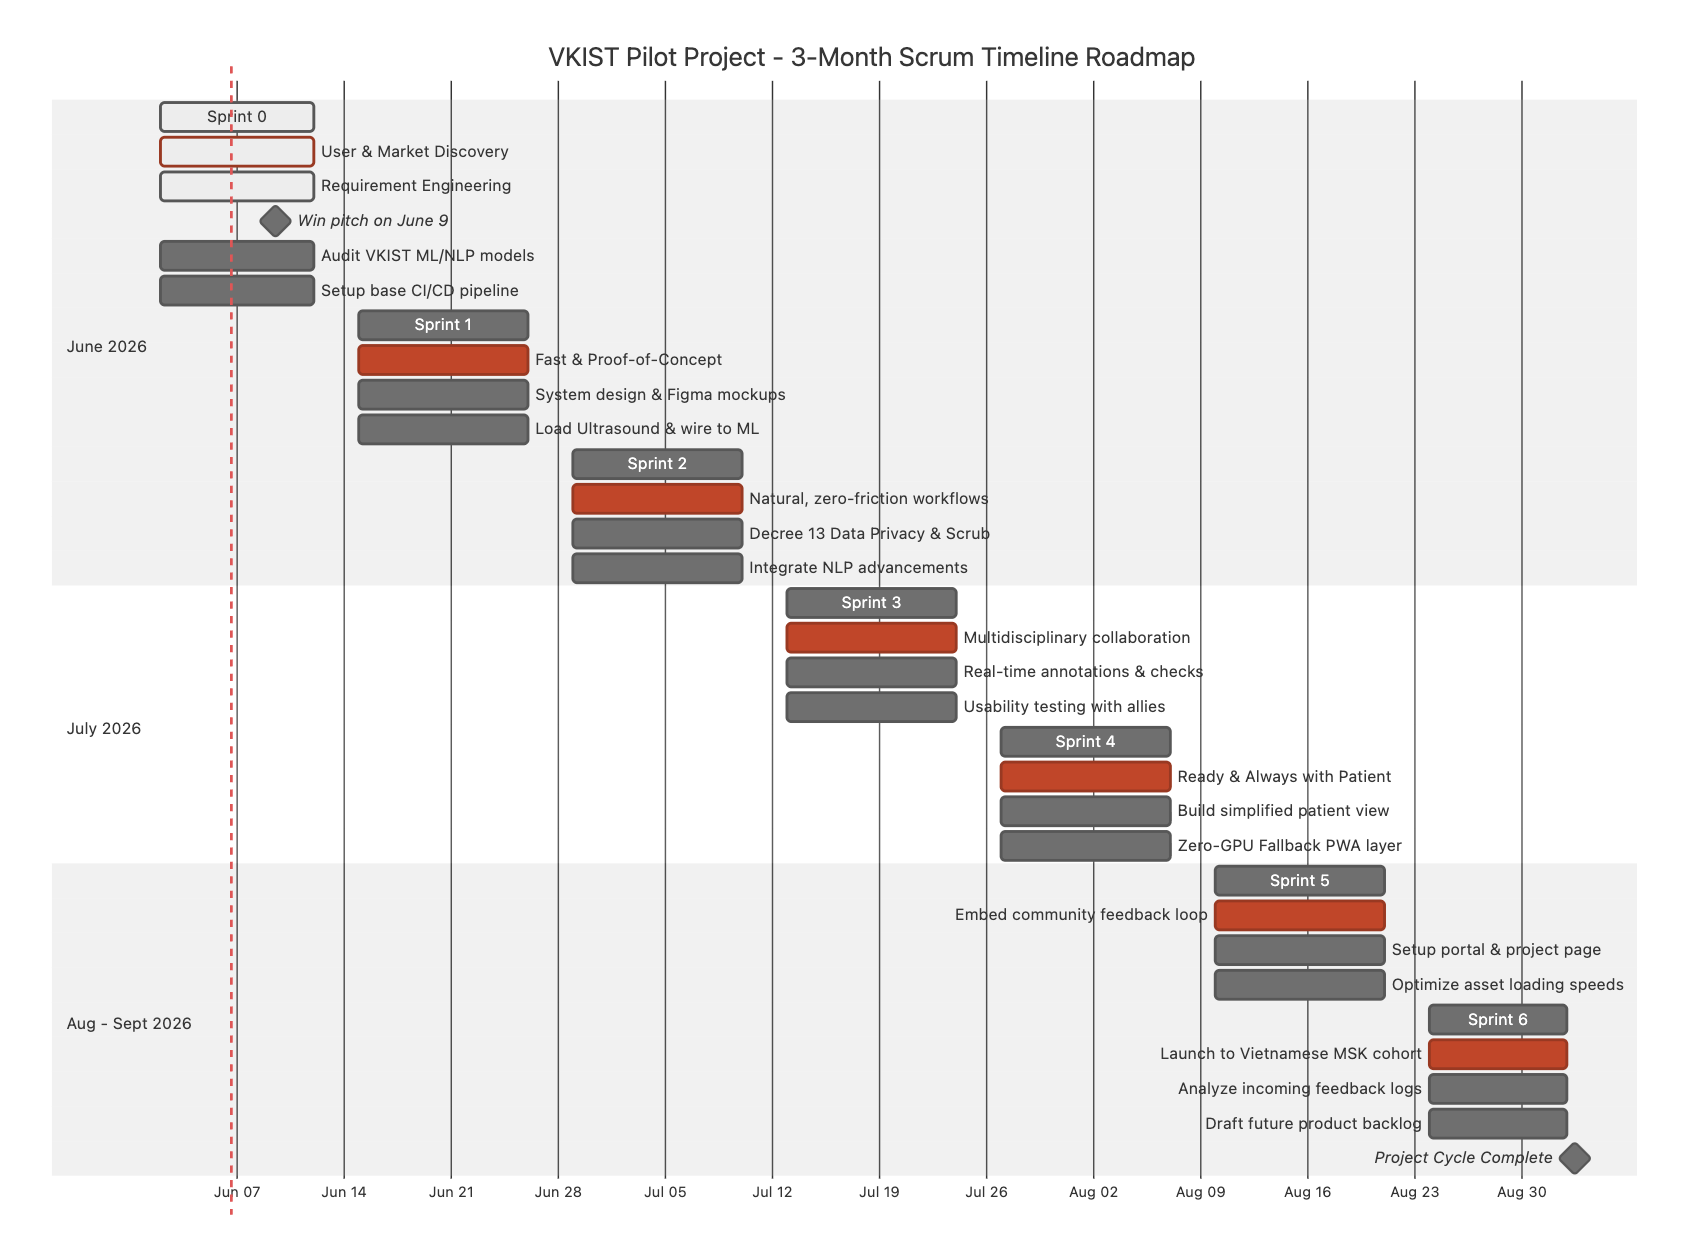 VKIST Pilot Project - 3-Month Scrum Timeline Roadmap
Sprint 0
User & Market Discovery
Requirement Engineering
Win pitch on June 9
Audit VKIST ML/NLP models
Setup base CI/CD pipeline
Sprint 1
June 2026
Fast & Proof-of-Concept
System design & Figma mockups
Load Ultrasound & wire to ML
Sprint 2
Natural, zero-friction workflows
Decree 13 Data Privacy & Scrub
Integrate NLP advancements
Sprint 3
Multidisciplinary collaboration
Real-time annotations & checks
Usability testing with allies
July 2026
Sprint 4
Ready & Always with Patient
Build simplified patient view
Zero-GPU Fallback PWA layer
Sprint 5
Embed community feedback loop
Setup portal & project page
Optimize asset loading speeds
Sprint 6
Aug - Sept 2026
Launch to Vietnamese MSK cohort
Analyze incoming feedback logs
Draft future product backlog
Project Cycle Complete
Jun 07
Jun 14
Jun 21
Jun 28
Jul 05
Jul 12
Jul 19
Jul 26
Aug 02
Aug 09
Aug 16
Aug 23
Aug 30